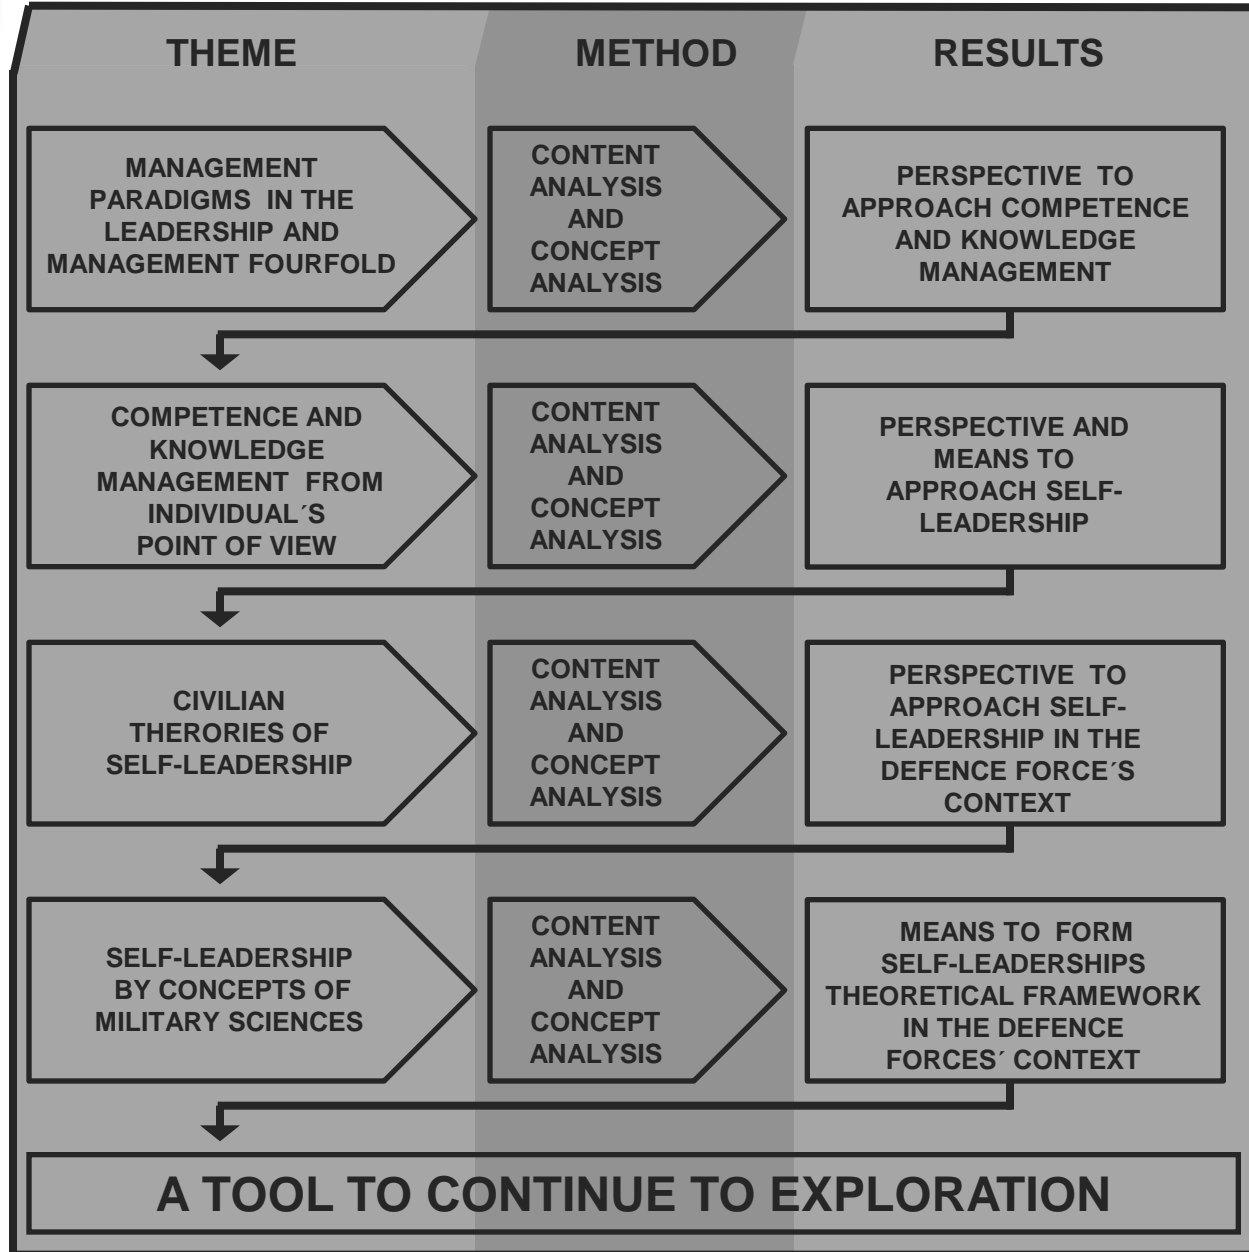 THEME
METHOD
RESULTS
MANAGEMENT
PARADIGMS IN THE
LEADERSHIP AND
MANAGEMENT FOURFOLD
CONTENT
ANALYSIS
AND
CONCEPT
ANALYSIS
PERSPECTIVE TO
APPROACH COMPETENCE
AND KNOWLEDGE
MANAGEMENT
COMPETENCE AND
KNOWLEDGE
MANAGEMENT FROM
INDIVIDUAL´S
POINT OF VIEW
CONTENT
ANALYSIS
AND
CONCEPT
ANALYSIS
PERSPECTIVE AND
MEANS TO
APPROACH SELF-
LEADERSHIP
CIVILIAN
THERORIES OF
SELF-LEADERSHIP
CONTENT
ANALYSIS
AND
CONCEPT
ANALYSIS
PERSPECTIVE TO
APPROACH SELF-
LEADERSHIP IN THE
DEFENCE FORCE´S
CONTEXT
SELF-LEADERSHIP
BY CONCEPTS OF
MILITARY SCIENCES
CONTENT
ANALYSIS
AND
CONCEPT
ANALYSIS
MEANS TO FORM
SELF-LEADERSHIPS
THEORETICAL FRAMEWORK
IN THE DEFENCE
FORCES´ CONTEXT
A TOOL TO CONTINUE TO EXPLORATION